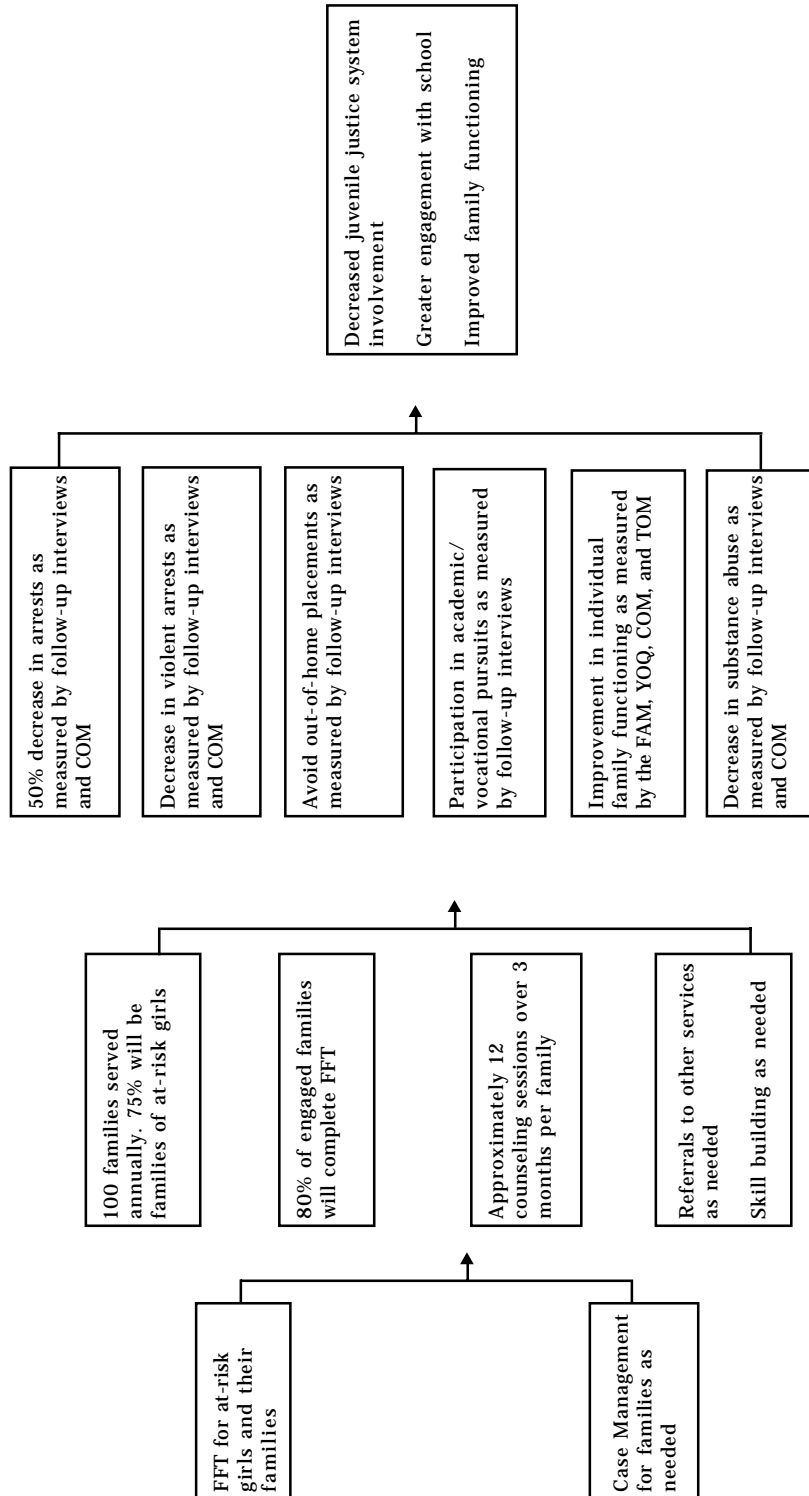 FFT for at-risk
girls and their
families
Case Management
for families as
needed
100 families served
annually. 75% will be
families of at-risk girls
80% of engaged families
will complete FFT
Approximately 12
counseling sessions over 3
months per family
Referrals to other services
as needed
Skill building as needed
50% decrease in arrests as
measured by follow-up interviews
and COM
Decrease in violent arrests as
measured by follow-up interviews
and COM
Avoid out-of-home placements as
measured by follow-up interviews
Participation in academic/
vocational pursuits as measured
by follow-up interviews
Improvement in individual
family functioning as measured
by the FAM, YOQ, COM, and TOM
Decrease in substance abuse as
measured by follow-up interviews
and COM
Decreased juvenile justice system
involvement
Greater engagement with school
Improved family functioning